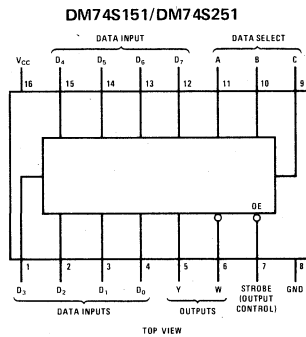 DM74S151/DM74S251
DATA INPUT DATA SELECT
VCC D4 D5 D6 D7 A B C
16 15 14 13 12 11 10 9
OE
1 2 3 4 5 6 7 8
D3 D2 D1 D0 Y W STROBE GND
(OUTPUT
CONTROL)
DATA INPUTS OUTPUTS
TOP VIEW